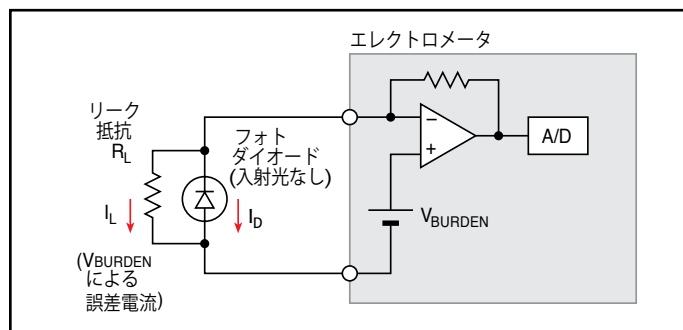 エレクトロメータ
リーク
抵抗
RL
フォト
ダイオード
(入射光なし)
IL
ID
(VBURDEN
による
誤差電流)
−
+
A/D
VBURDEN